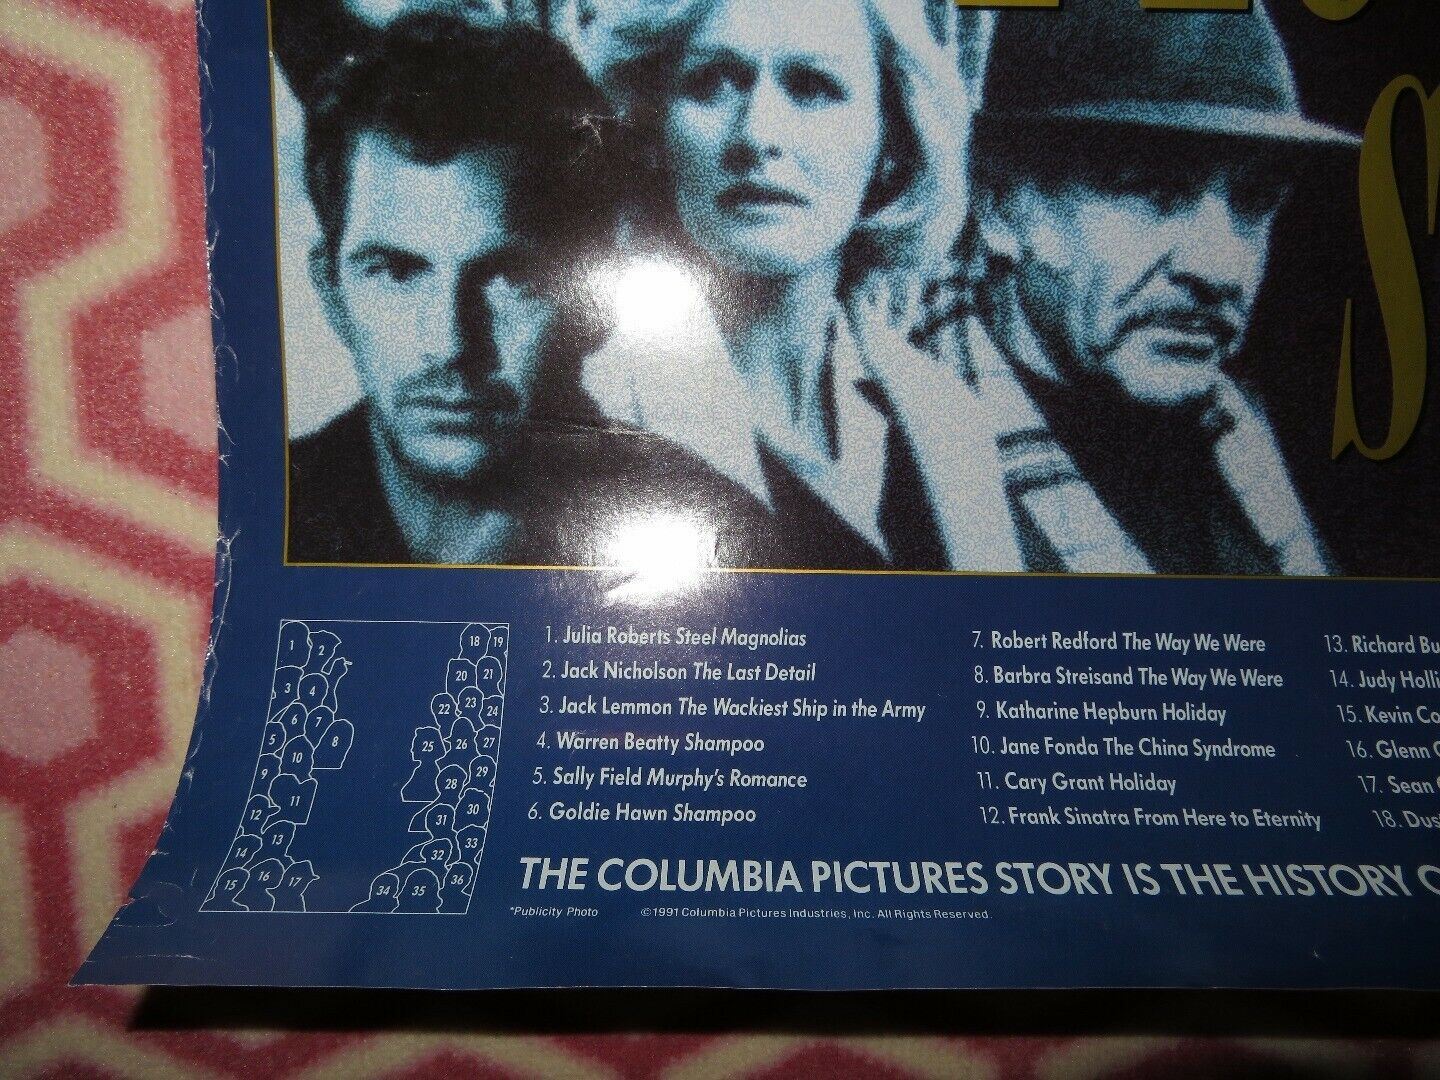 S
1. Julia Roberts Steel Magnolias
2. Jack Nicholson The Last Detail
3. Jack Lemmon The Wackiest Ship in the Army
4. Warren Beatty Shampoo
5. Sally Field Murphy's Romance
6. Goldie Hawn Shampoo
7. Robert Redford The Way We Were
8. Barbra Streisand The Way We Were
9. Katharine Hepburn Holiday
10. Jane Fonda The China Syndrome
11. Cary Grant Holiday
12. Frank Sinatra From Here to Eternity
13. Richard Bu
14. Judy Holli
15. Kevin Co
16. Glenn
17. Sean
18. Dus
1 2 18 19
20 21
3 4
22 23 24
6 7
5 8 25 26 27
10
9 28 29
11
12 30
31
13
14 32 33
15 16 17 34 35 36
THE COLUMBIA PICTURES STORY IS THE HISTORY
*Publicity Photo ©1991 Columbia Pictures Industries, Inc. All Rights Reserved.